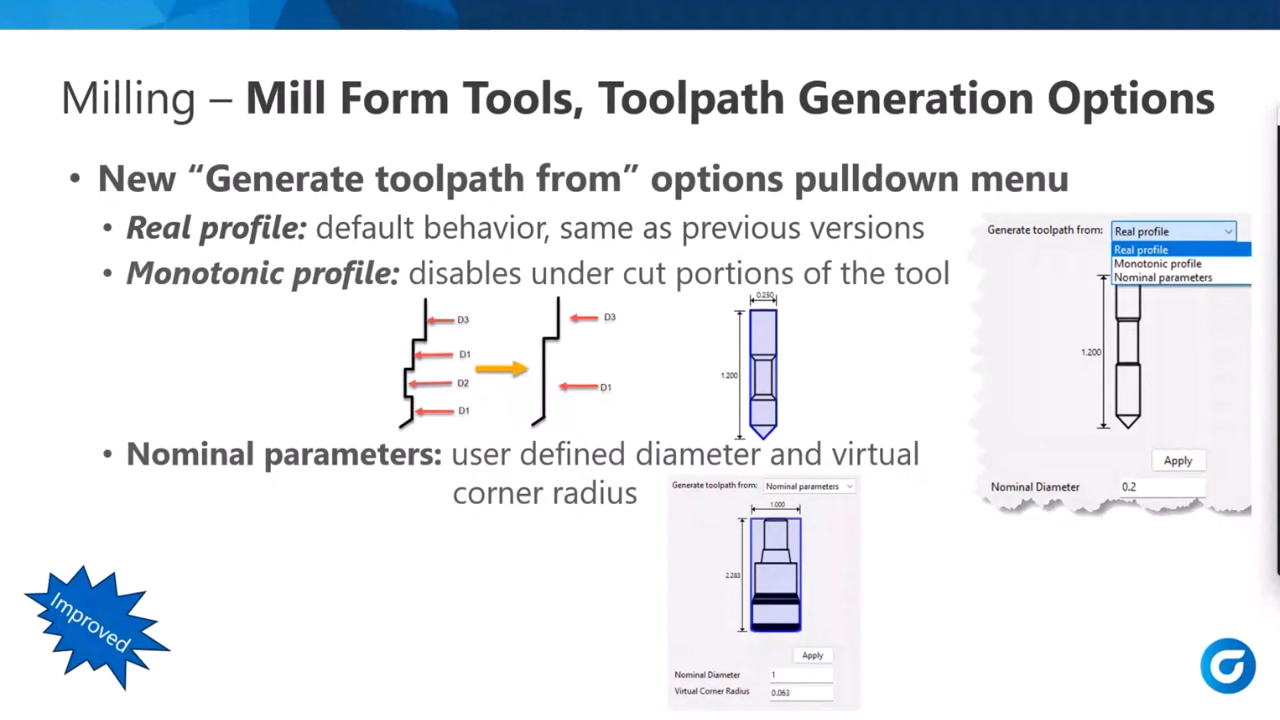 Milling – Mill Form Tools, Toolpath Generation Options
• New “Generate toolpath from” options pulldown menu
• Real profile: default behavior, same as previous versions
• Monotonic profile: disables under cut portions of the tool
D3
D1
D2
D1
D3
D1
0.250
1.200
Generate toolpath from: Real profile
Real profile
Monotonic profile
Nominal parameters
1.200
Apply
Nominal Diameter 0.2
• Nominal parameters: user defined diameter and virtual
corner radius
Generate toolpath from: Nominal parameters
1.000
2.283
Apply
Nominal Diameter 1
Virtual Corner Radius 0.063
Improved